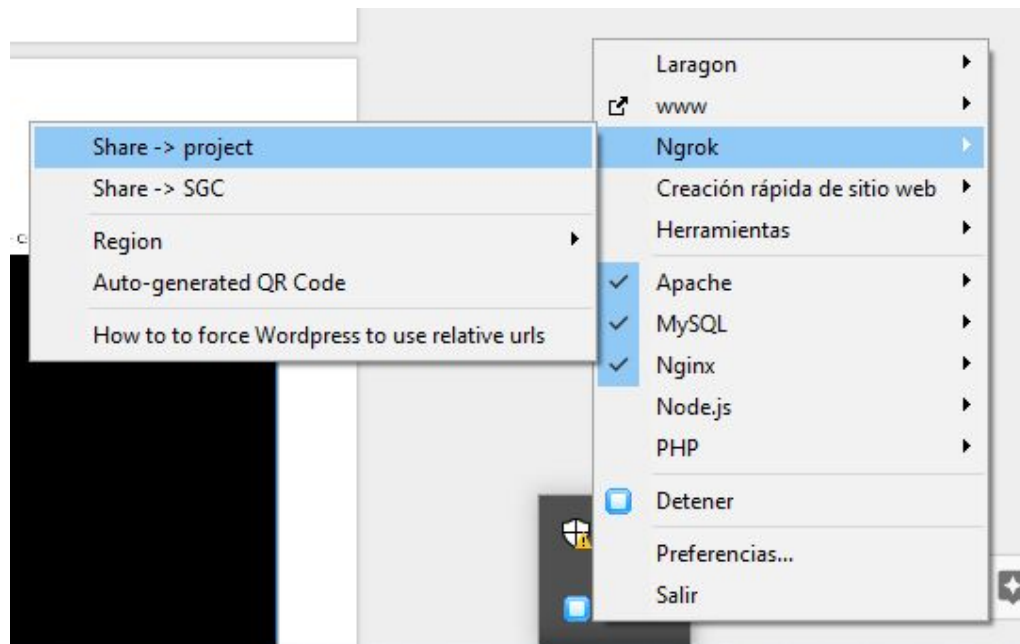 Laragon
www
Ngrok
Creación rápida de sitio web
Herramientas
Apache
MySQL
Nginx
Node.js
PHP
Detener
Preferencias...
Salir
Share -> project
Share -> SGC
Region
Auto-generated QR Code
How to to force Wordpress to use relative urls